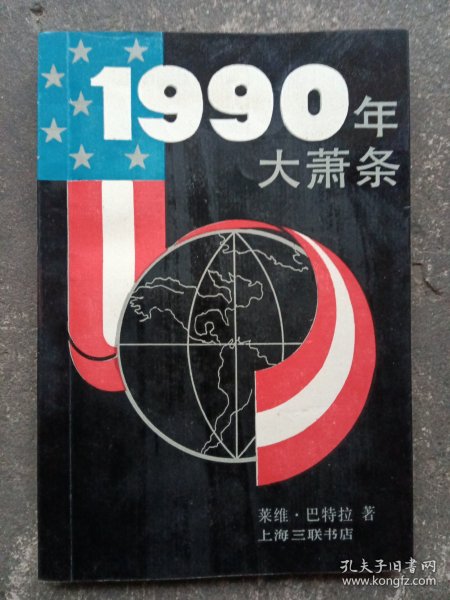 1990年
大萧条
莱维·巴特拉 著
上海三联书店
孔夫子旧书网
www.kongfz.com